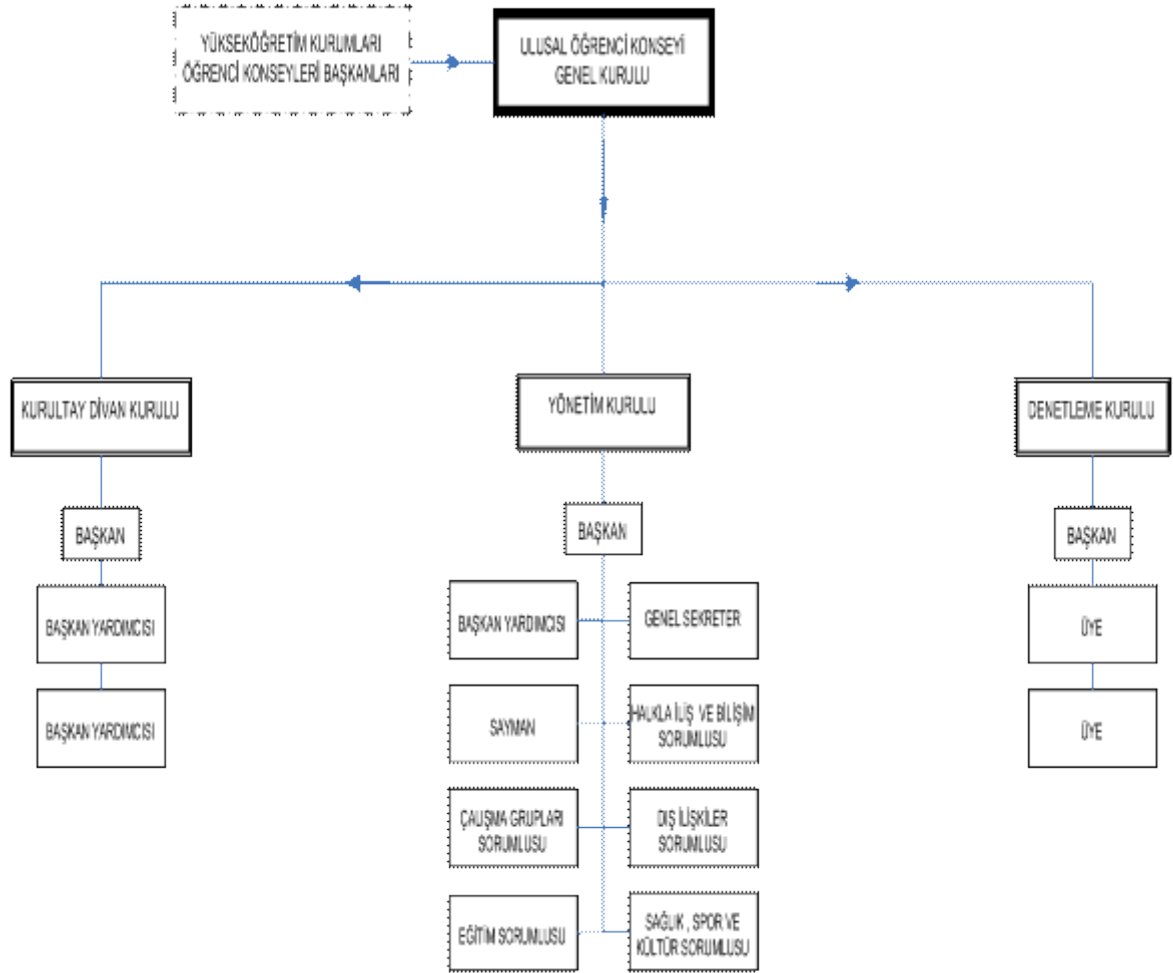 YÜKSEKÖĞRETİM KURUMLARI
ÖĞRENCİ KONSEYLERİ BAŞKANLARI
ULUSAL ÖĞRENCİ KONSEYİ
GENEL KURULU
KURULTAY DİVAN KURULU
YÖNETİM KURULU
DENETLEME KURULU
BAŞKAN
BAŞKAN
BAŞKAN
BAŞKAN YARDIMCISI
BAŞKAN YARDIMCISI
BAŞKAN YARDIMCISI
GENEL SEKRETER
SAYMAN
HALKLA İLİŞ VE BİLİŞİM
SORUMLUSU
ÇALIŞMA GRUPLARI
SORUMLUSU
DIŞ İLİŞKİLER
SORUMLUSU
EĞİTİM SORUMLUSU
SAĞLIK , SPOR VE
KÜLTÜR SORUMLUSU
ÜYE
ÜYE